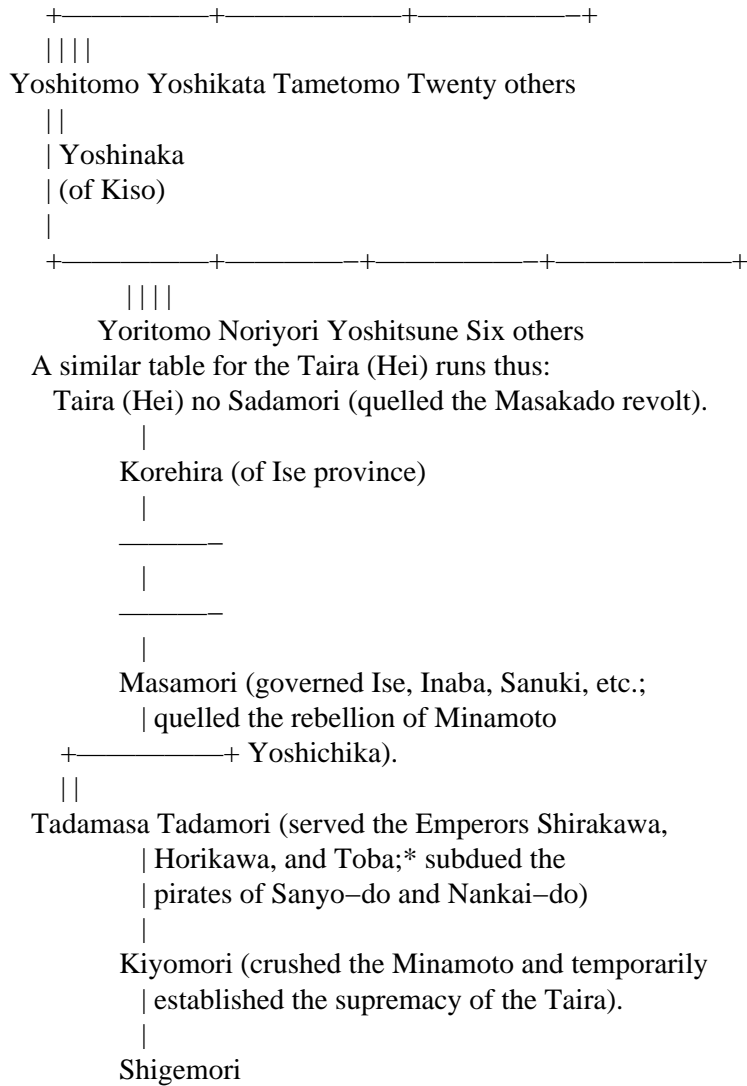 +—————+——————+—————−+
| | | |
Yoshitomo Yoshikata Tametomo Twenty others
| |
| Yoshinaka
| (of Kiso)
|
+—————+————−+—————−+——————+
| | | |
Yoritomo Noriyori Yoshitsune Six others
A similar table for the Taira (Hei) runs thus:
Taira (Hei) no Sadamori (quelled the Masakado revolt).
|
Korehira (of Ise province)
|
———−
|
———−
|
Masamori (governed Ise, Inaba, Sanuki, etc.;
| quelled the rebellion of Minamoto
+—————+ Yoshichika).
| |
Tadamasa Tadamori (served the Emperors Shirakawa,
| Horikawa, and Toba;* subdued the
| pirates of Sanyo−do and Nankai−do)
|
Kiyomori (crushed the Minamoto and temporarily
| established the supremacy of the Taira).
|
Shigemori